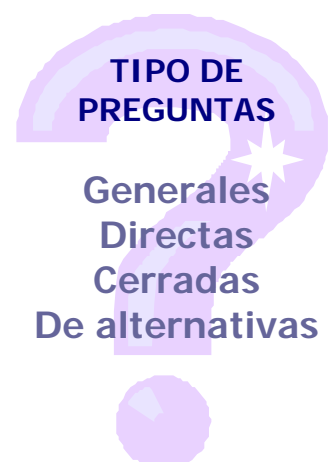 TIPO DE
PREGUNTAS
Generales
Directas
Cerradas
De alternativas